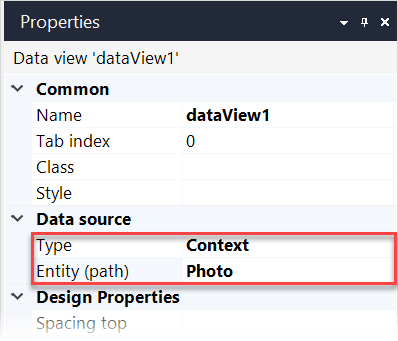 Properties
Data view 'dataView1'
Common
Name dataView1
Tab index 0
Class
Style
Data source
Type Context
Entity (path) Photo
Design Properties
Spacing top